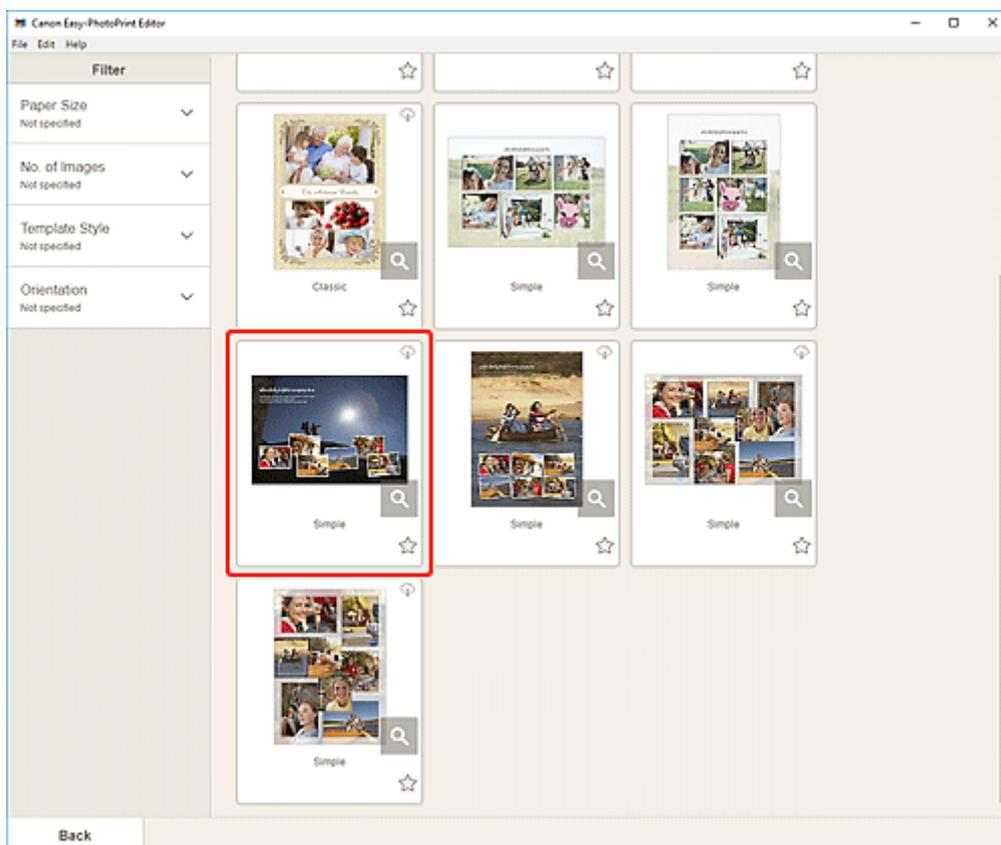 Canon Easy-PhotoPrint Editor
File Edit Help
Filter
Paper Size
Not specified
No. of Images
Not specified
Template Style
Not specified
Orientation
Not specified
Classic
Simple
Simple
Simple
Simple
Simple
Simple
Back